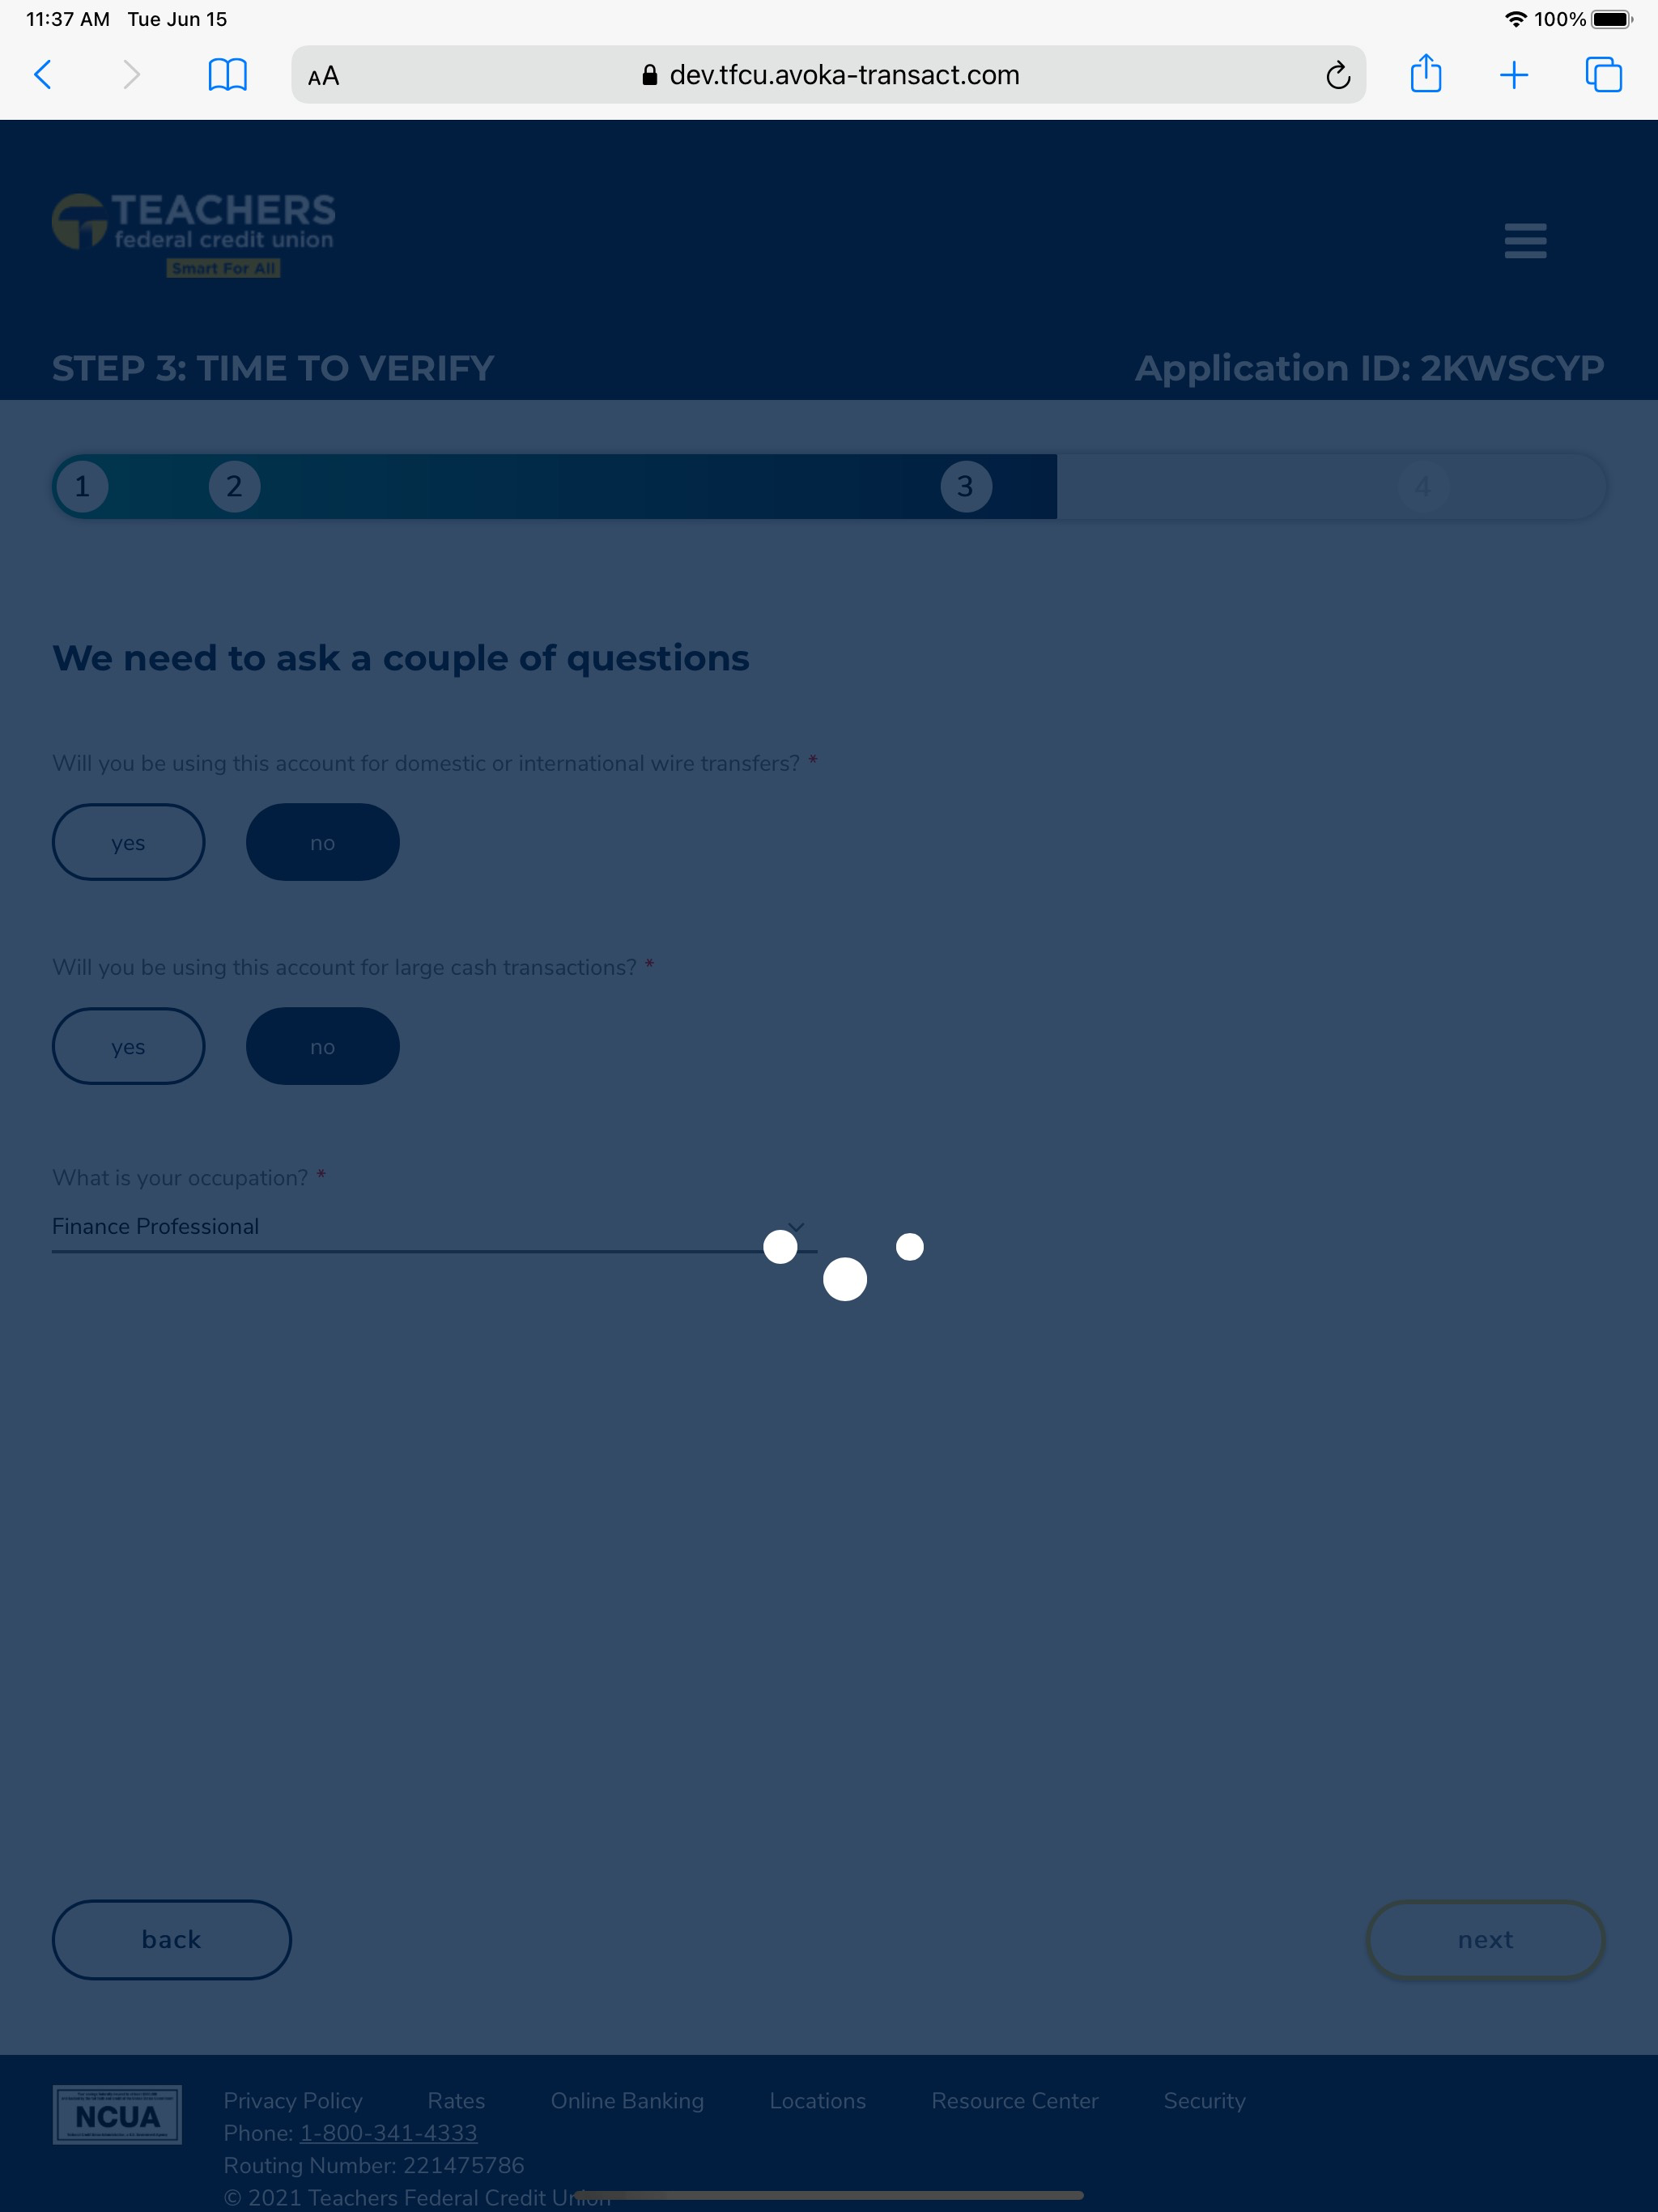 11:37 AM Tue Jun 15 100%
AA dev.tfcu.avoka-transact.com
TEACHERS
federal credit union
Smart For All
STEP 3: TIME TO VERIFY Application ID: 2KWSCYP
1 2 3 4
We need to ask a couple of questions
Will you be using this account for domestic or international wire transfers? *
yes no
Will you be using this account for large cash transactions? *
yes no
What is your occupation? *
Finance Professional
back next
NCUA
Privacy Policy Rates Online Banking Locations Resource Center Security
Phone: 1-800-341-4333
Routing Number: 221475786
© 2021 Teachers Federal Credit Union